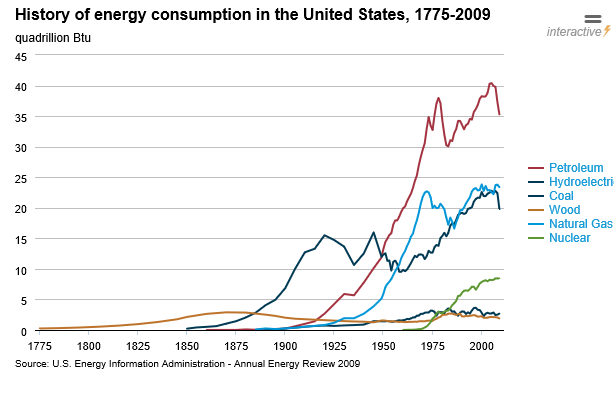 History of energy consumption in the United States, 1775-2009
interactive
quadrillion Btu
45
40
35
30
25
20
15
10
5
0
1775 1800 1825 1850 1875 1900 1925 1950 1975 2000
Petroleum
Hydroelectri
Coal
Wood
Natural Gas
Nuclear
Source: U.S. Energy Information Administration - Annual Energy Review 2009